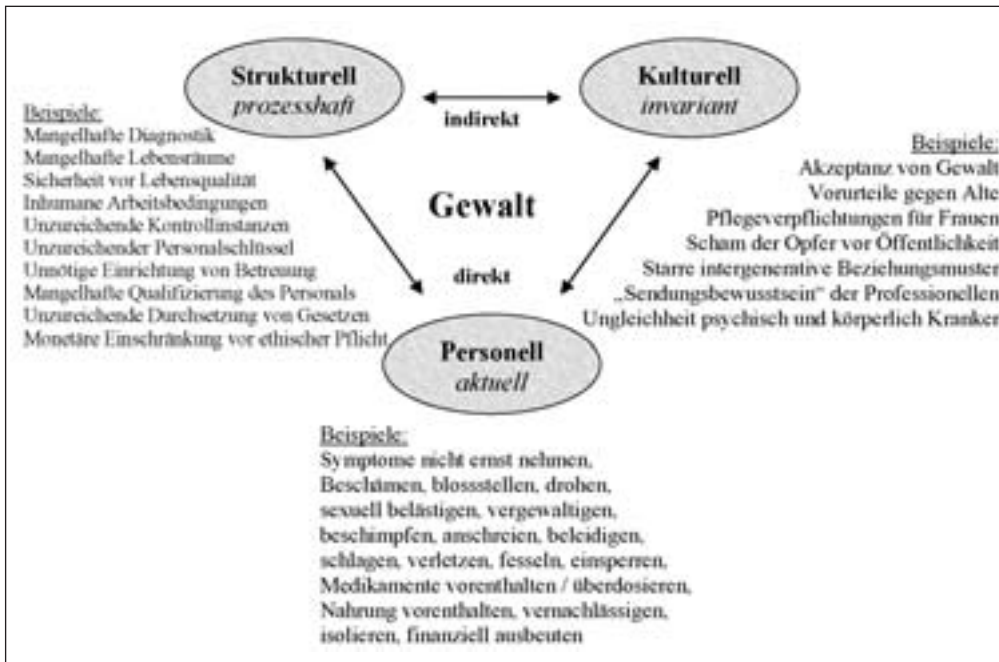 Strukturell
prozesshaft
Kulturell
invariant
indirekt
Beispiele:
Mangelhafte Diagnostik
Mangelhafte Lebensräume
Sicherheit vor Lebensqualität
Inhumane Arbeitsbedingungen
Unzureichende Kontrollinstanzen
Unzureichender Personalschlüssel
Unnötige Einrichtung von Betreuung
Mangelhafte Qualifizierung des Personals
Unzureichende Durchsetzung von Gesetzen
Monetäre Einschränkung vor ethischer Pflicht
Gewalt
direkt
Beispiele:
Akzeptanz von Gewalt
Vorurteile gegen Alte
Pflegeverpflichtungen für Frauen
Scham der Opfer vor Öffentlichkeit
Starre intergenerative Beziehungsmuster
„Sendungsbewusstsein“ der Professionellen
Ungleichheit psychisch und körperlich Kranker
Personell
aktuell
Beispiele:
Symptome nicht ernst nehmen,
Beschämen, blossstellen, drohen,
sexuell belästigen, vergewaltigen,
beschimpfen, anschreien, beleidigen,
schlagen, verletzen, fesseln, einsperren,
Medikamente vorenthalten / überdosieren,
Nahrung vorenthalten, vernachlässigen,
isolieren, finanziell ausbeuten